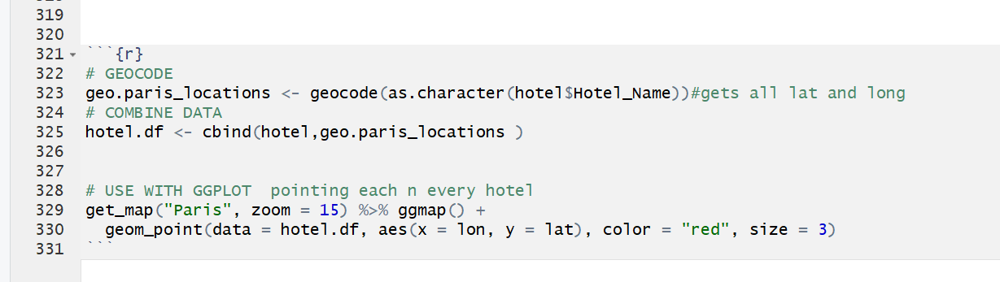 319
320
321 ```{r}
322 # GEOCODE
323 geo.paris_locations <- geocode(as.character(hotel$Hotel_Name))#gets all lat and long
324 # COMBINE DATA
325 hotel.df <- cbind(hotel,geo.paris_locations )
326
327
328 # USE WITH GGPLOT  pointing each n every hotel
329 get_map("Paris", zoom = 15) %>% ggmap() +
330   geom_point(data = hotel.df, aes(x = lon, y = lat), color = "red", size = 3)
331 ```